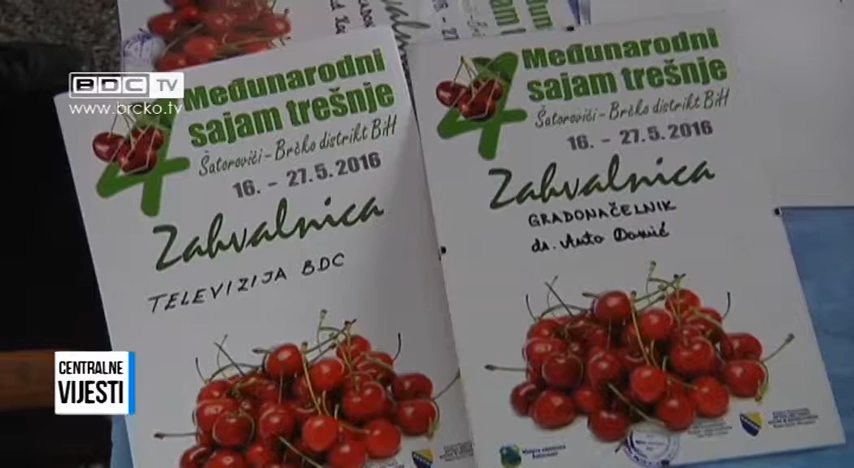 BDC TV
www.brcko.tv
4
Međunarodni
sajam trešnje
Šatorovići - Brčko distrikt BiH
16. - 27.5. 2016
Zahvalnica
TELEVIZIJA BDC
4
Međunarodni
sajam trešnje
Šatorovići - Brčko distrikt BiH
16. - 27.5. 2016
Zahvalnica
GRADONAČELNIK
dr. Anto Domić
Zahvalnica
CENTRALNE
VIJESTI